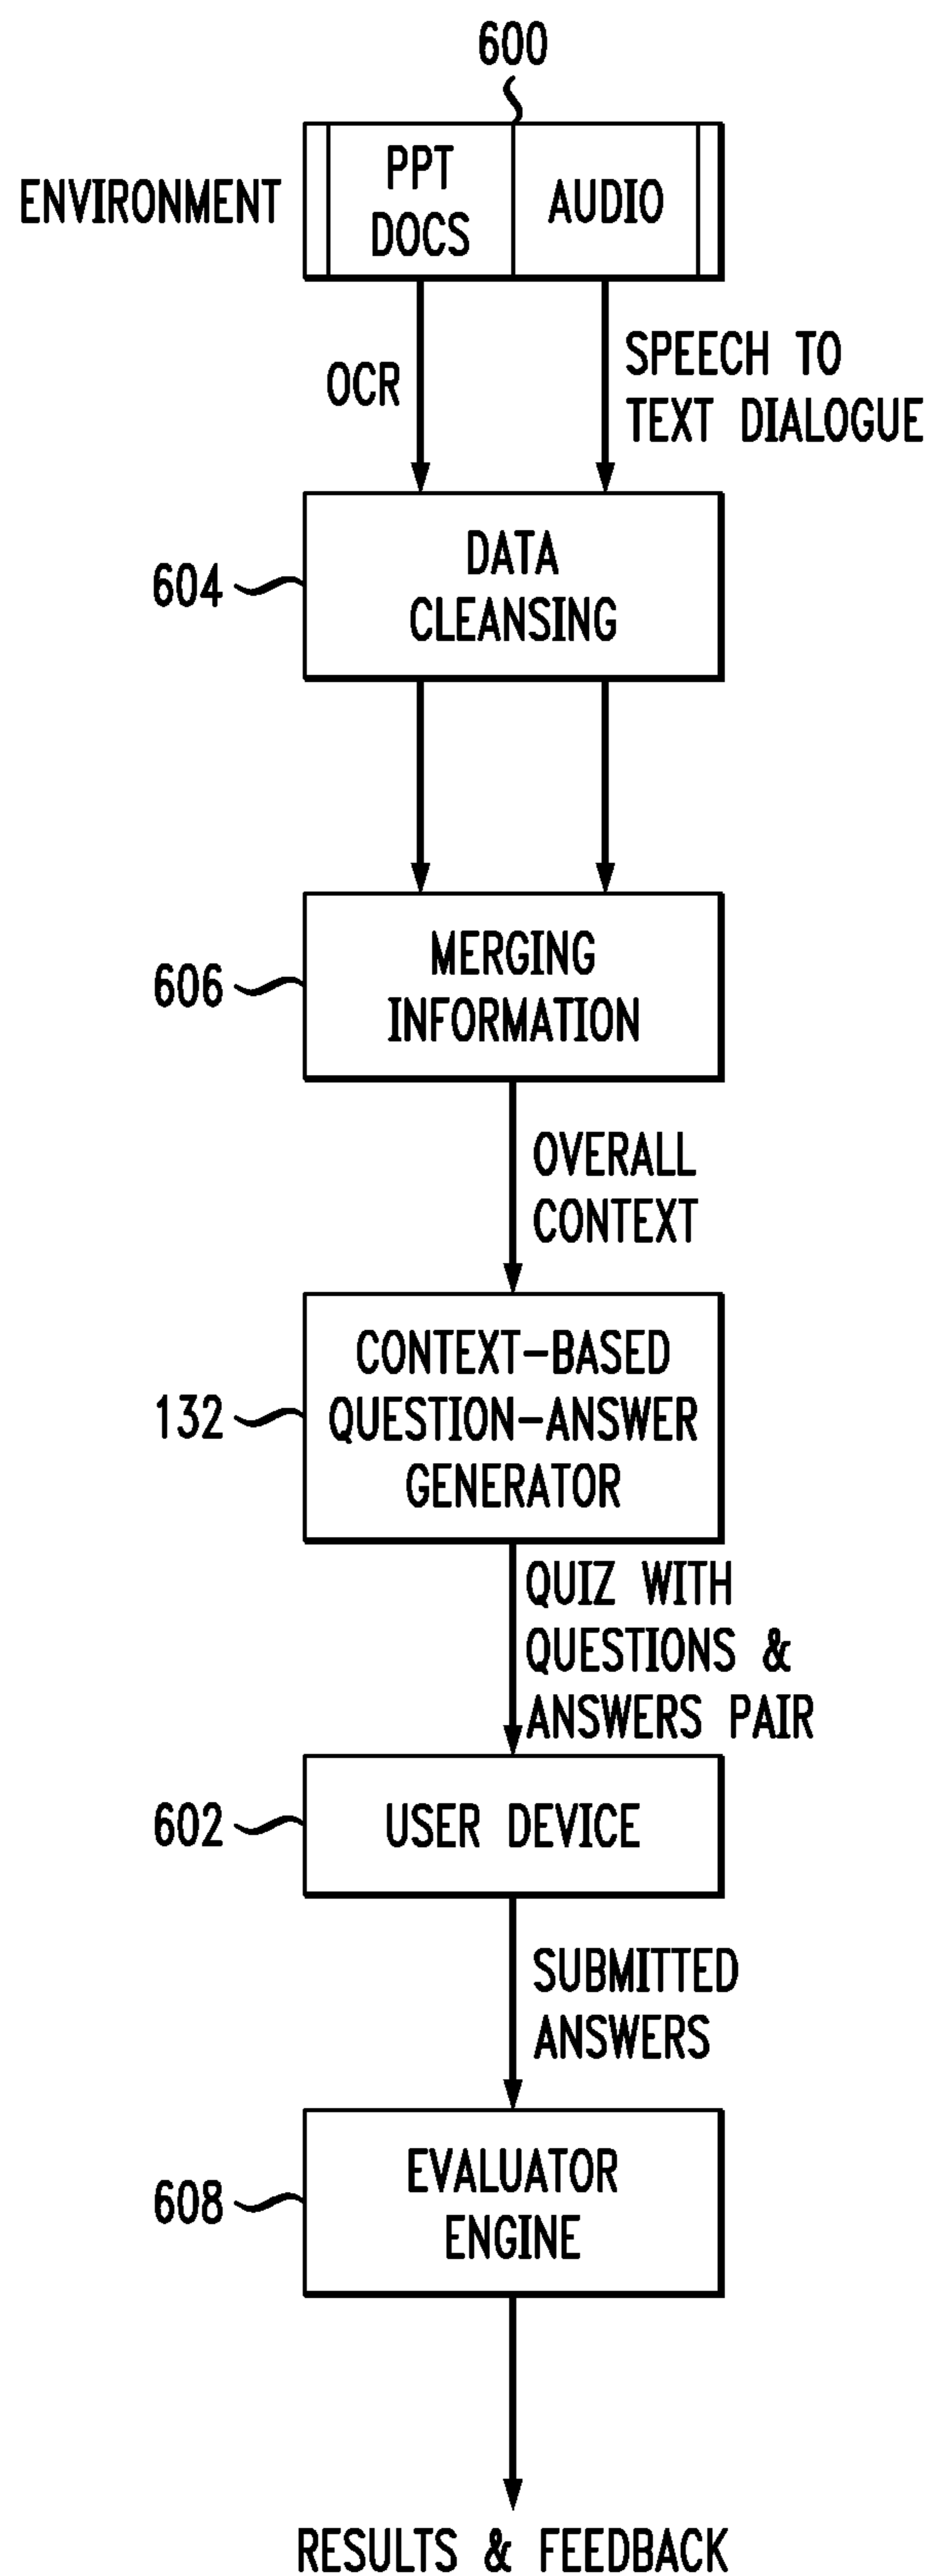 600
ENVIRONMENT
PPT
DOCS
AUDIO
OCR
SPEECH TO
TEXT DIALOGUE
604
DATA
CLEANSING
606
MERGING
INFORMATION
OVERALL
CONTEXT
132
CONTEXT-BASED
QUESTION-ANSWER
GENERATOR
QUIZ WITH
QUESTIONS &
ANSWERS PAIR
602
USER DEVICE
SUBMITTED
ANSWERS
608
EVALUATOR
ENGINE
RESULTS & FEEDBACK